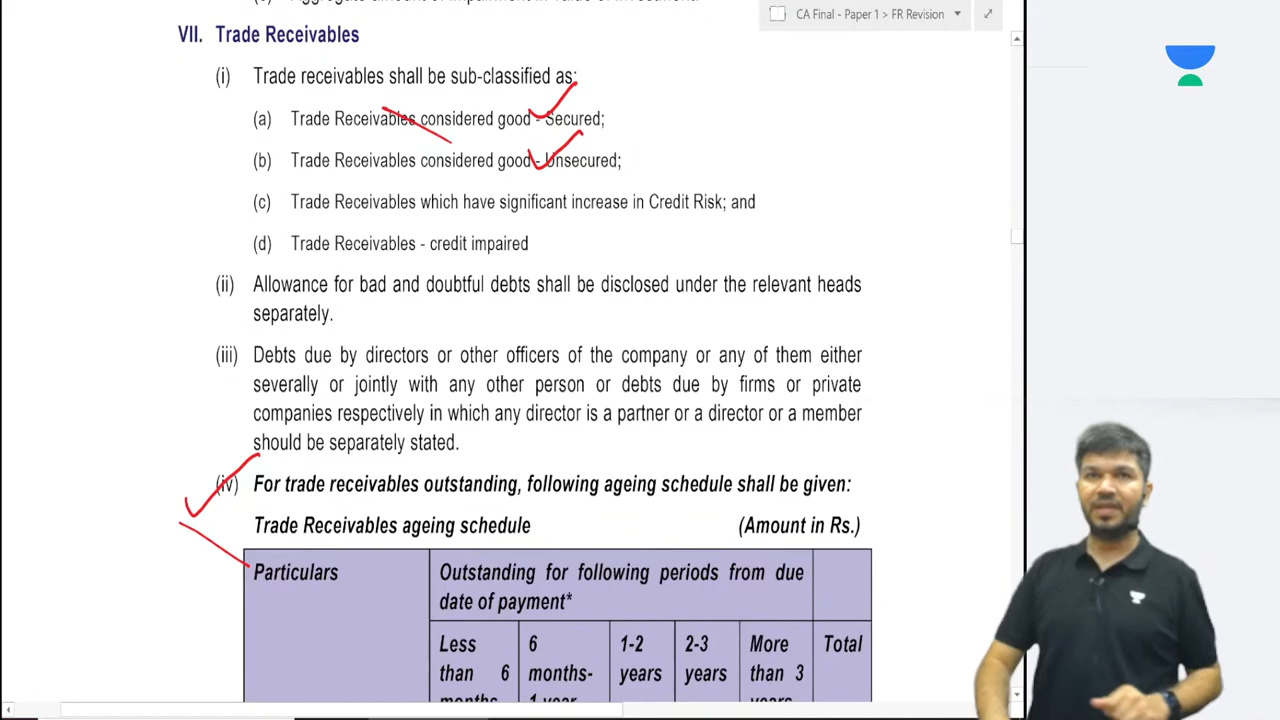 CA Final - Paper 1 > FR Revision
VII. Trade Receivables
(i) Trade receivables shall be sub-classified as:
(a) Trade Receivables considered good - Secured;
(b) Trade Receivables considered good - Unsecured;
(c) Trade Receivables which have significant increase in Credit Risk; and
(d) Trade Receivables - credit impaired
(ii) Allowance for bad and doubtful debts shall be disclosed under the relevant heads
separately.
(iii) Debts due by directors or other officers of the company or any of them either
severally or jointly with any other person or debts due by firms or private
companies respectively in which any director is a partner or a director or a member
should be separately stated.
(iv) For trade receivables outstanding, following ageing schedule shall be given:
Trade Receivables ageing schedule (Amount in Rs.)
Particulars Outstanding for following periods from due
date of payment*
Less 6 1-2 2-3 More Total
than 6 months- years years than 3
months 1 year years